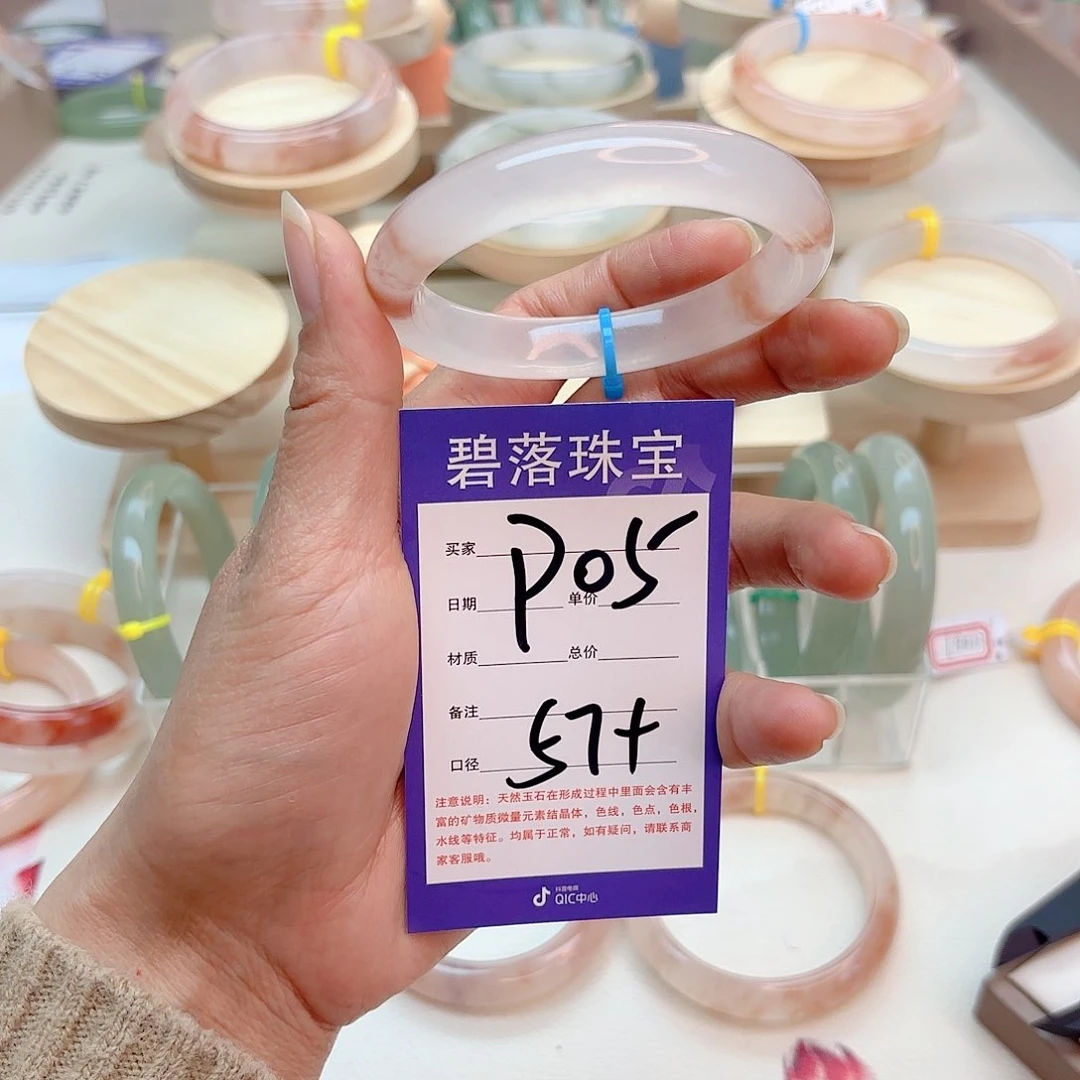 碧落珠宝
买家
P05
日期 单价
材质 总价
备注
57+
口径
注意说明：天然玉石在形成过程中里面会含有丰
富的矿物质微量元素结晶体，色线，色点，色根，
水线等特征。均属于正常，如有疑问，请联系商
家客服哦。
抖音电商
QIC中心